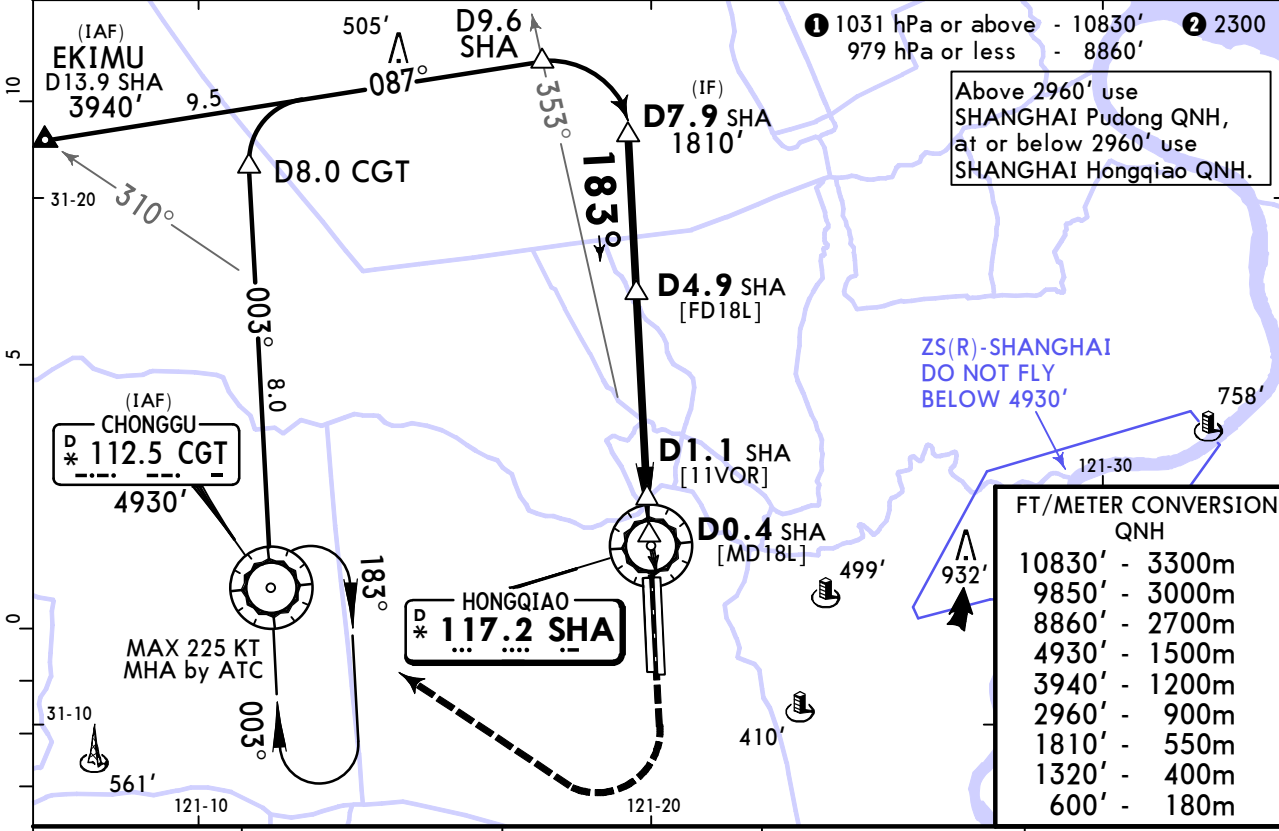 (IAF)
EKIMU
D13.9 SHA
3940'
9.5
505'
087°
D9.6
SHA
353°
❶ 1031 hPa or above - 10830'
979 hPa or less - 8860'
❷ 2300
Above 2960' use
SHANGHAI Pudong QNH,
at or below 2960' use
SHANGHAI Hongqiao QNH.
(IF)
D7.9 SHA
1810'
183°
10
31-20
310°
D8.0 CGT
003°
8.0
D4.9 SHA
[FD18L]
5
ZS(R)-SHANGHAI
DO NOT FLY
BELOW 4930'
758'
121-30
(IAF)
CHONGGU
D
* 112.5 CGT
4930'
D1.1 SHA
[11VOR]
D0.4 SHA
[MD18L]
183°
HONGQIAO
D
* 117.2 SHA
499'
932'
0
MAX 225 KT
MHA by ATC
003°
31-10
561'
121-10
121-20
410'
FT/METER CONVERSION
QNH
10830' - 3300m
9850' - 3000m
8860' - 2700m
4930' - 1500m
3940' - 1200m
2960' - 900m
1810' - 550m
1320' - 400m
600' - 180m